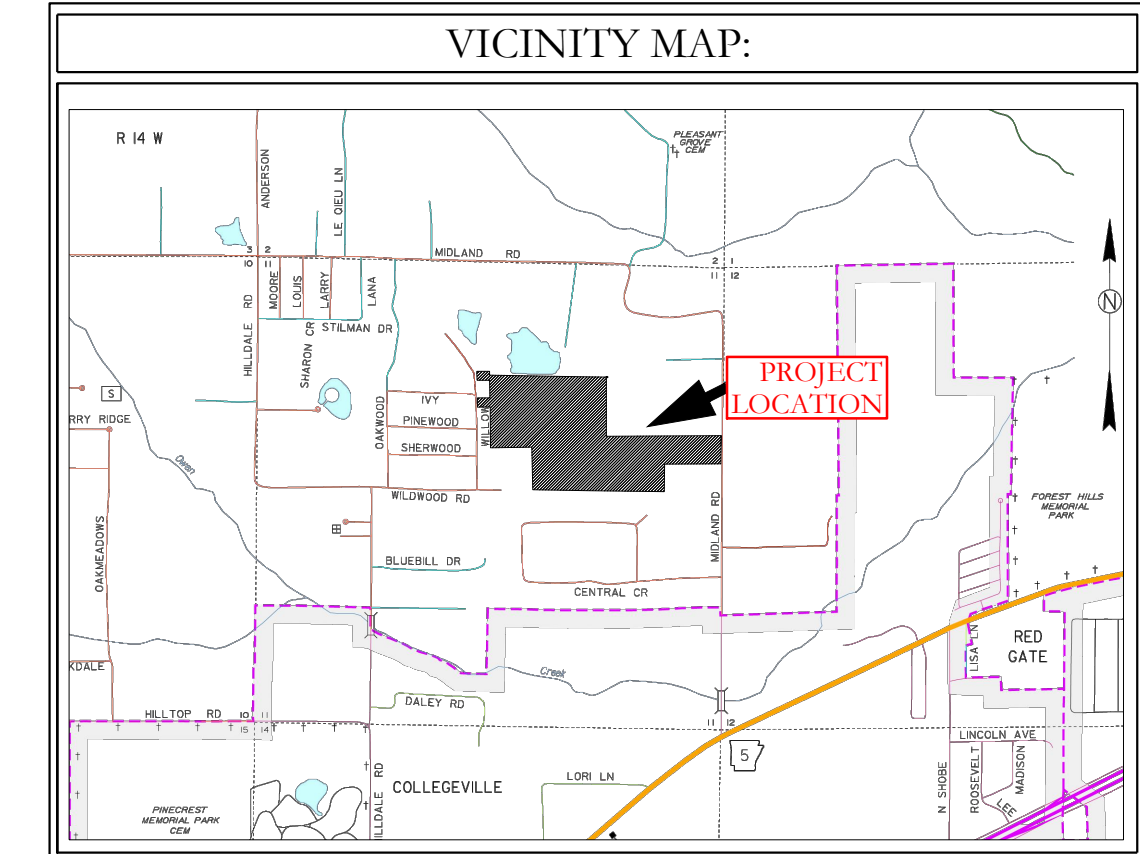 VICINITY MAP:
R 14 W
ANDERSON
LE QIEU LN
PLEASANT
GROVE
CEM
3 2
10 11
MIDLAND RD
2 1
11 12
HILLDALE RD
MOORE
LOUIS
LARRY
LANA
STILMAN DR
SHARON CR
N
S
RRY RIDGE
OAKWOOD
IVY
PINEWOOD
SHERWOOD
WILLOW
PROJECT
LOCATION
Owen
WILDWOOD RD
MIDLAND RD
FOREST HILLS
MEMORIAL
PARK
OAKMEADOWS
BLUEBILL DR
CENTRAL CR
KDALE
Creek
LISA LN
RED
GATE
DALEY RD
HILLTOP RD
10 11
15 14
11 12
5
LINCOLN AVE
COLLEGEVILLE
LORI LN
ILLDALE RD
N SHOBE
ROOSEVELT
MADISON
LEE
PINECREST
MEMORIAL PARK
CEM